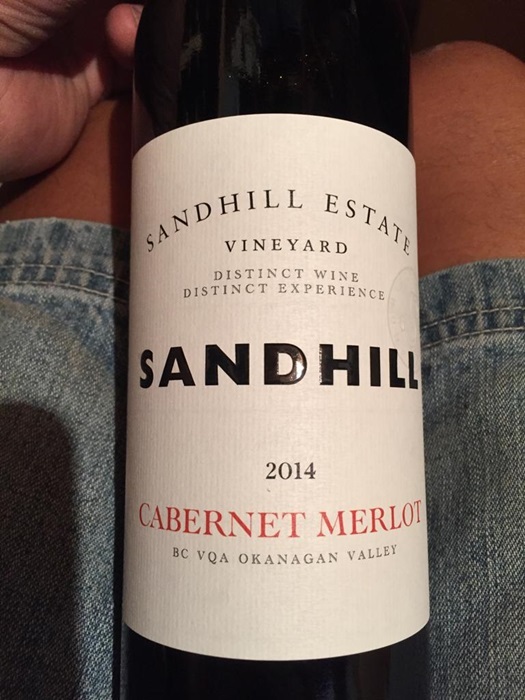 SANDHILL ESTATE
VINEYARD
DISTINCT WINE
DISTINCT EXPERIENCE
SANDHILL
2014
CABERNET MERLOT
BC VQA OKANAGAN VALLEY